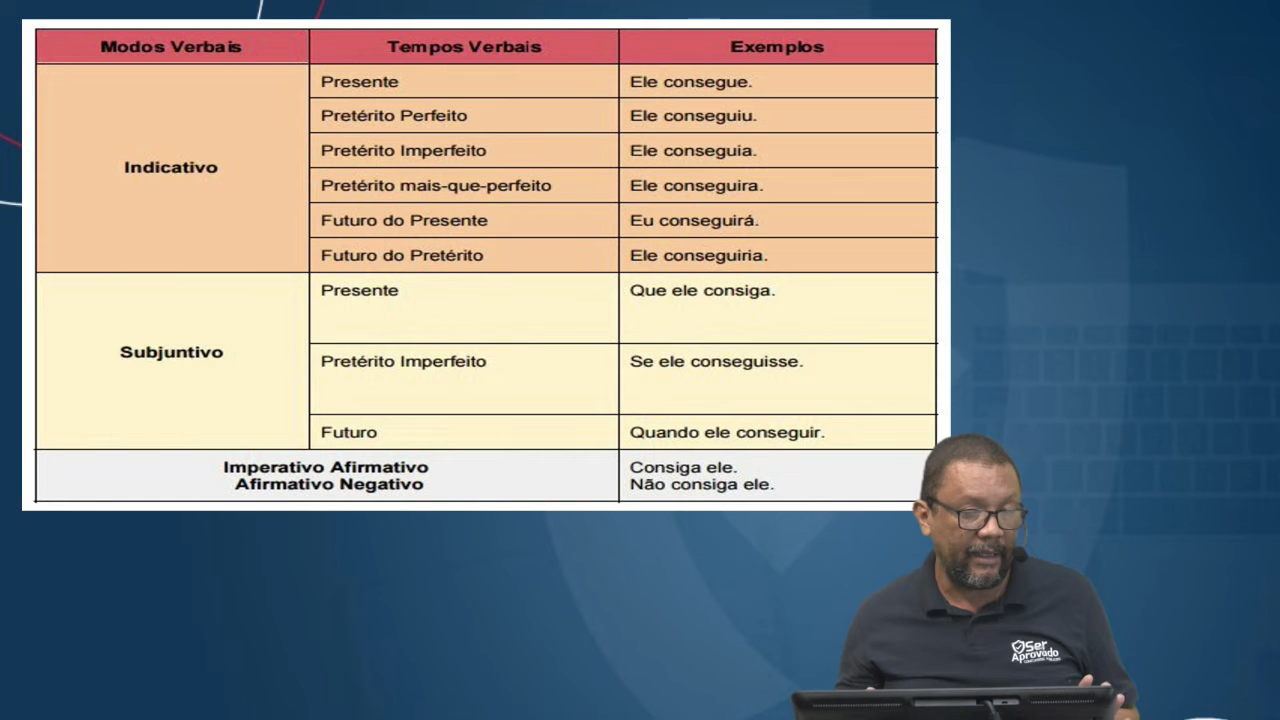 Modos Verbais Tempos Verbais Exemplos
Indicativo
Presente Ele consegue.
Pretérito Perfeito Ele conseguiu.
Pretérito Imperfeito Ele conseguia.
Pretérito mais-que-perfeito Ele conseguira.
Futuro do Presente Eu conseguirá.
Futuro do Pretérito Ele conseguiria.
Subjuntivo
Presente Que ele consiga.
Pretérito Imperfeito Se ele conseguisse.
Futuro Quando ele conseguir.
Imperativo Afirmativo Consiga ele.
Afirmativo Negativo Não consiga ele.
Ser
Aprovado